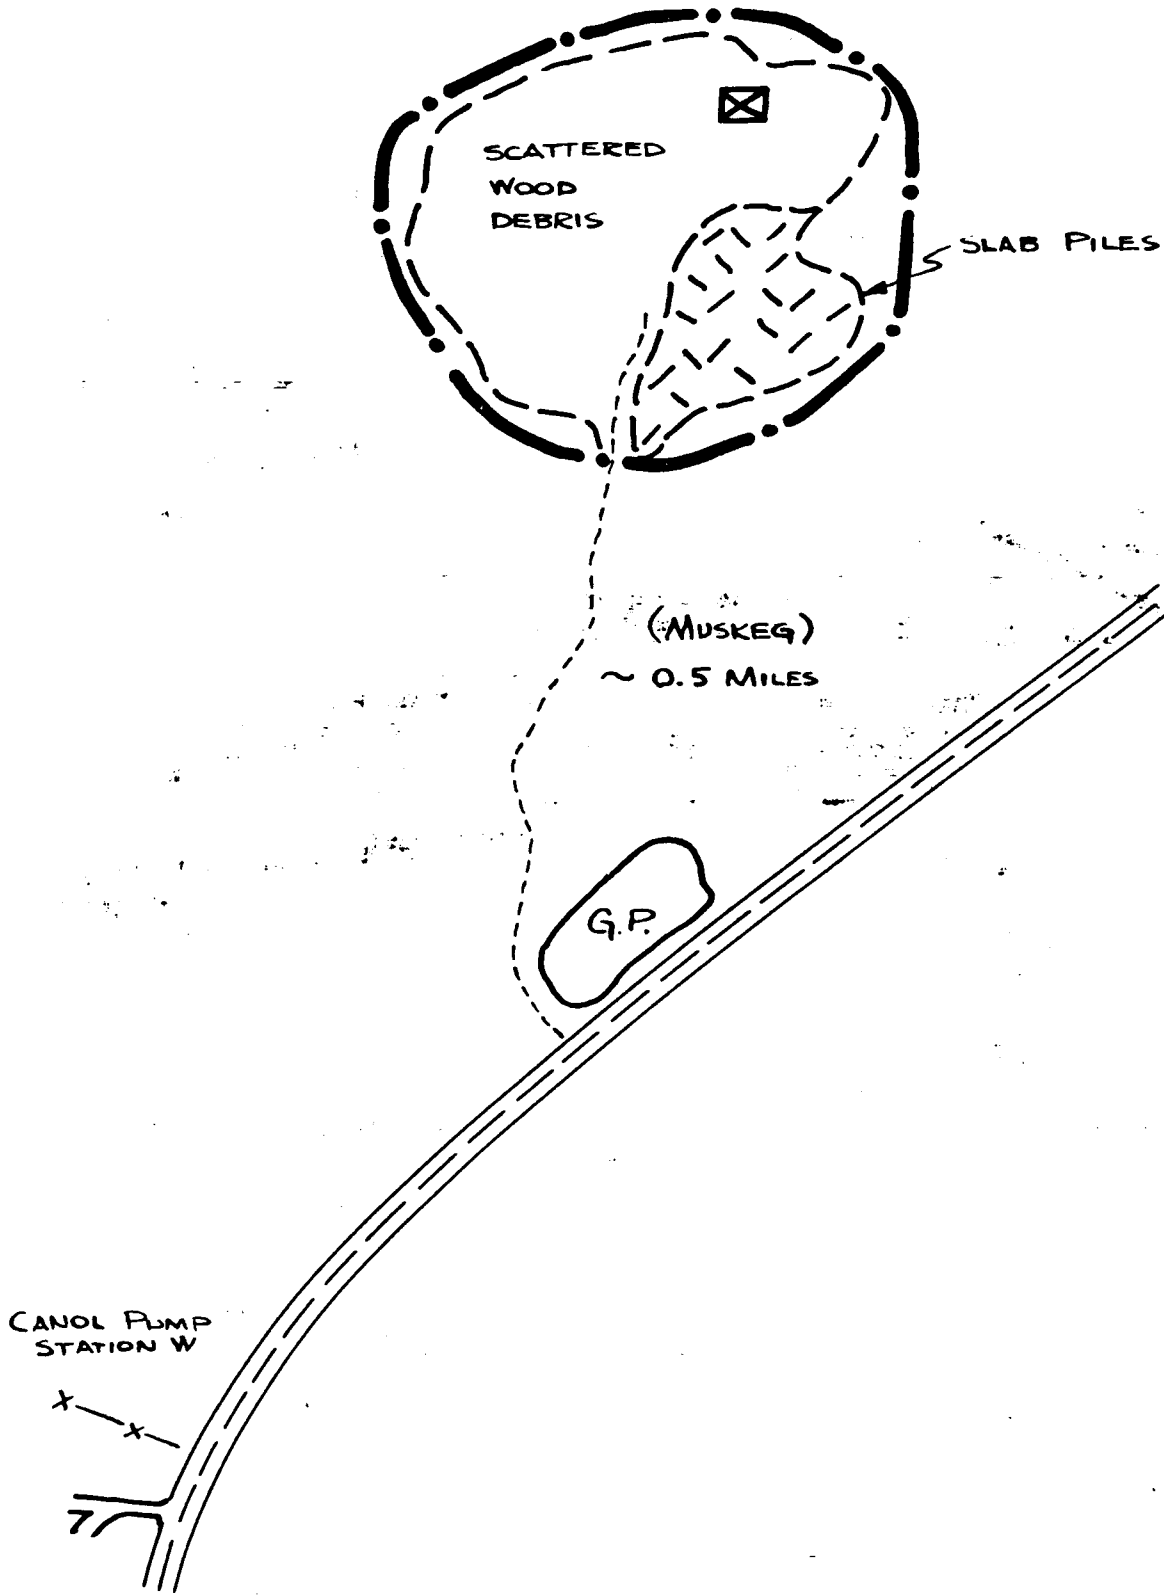 SCATTERED
WOOD
DEBRIS
SLAB PILES
(MUSKEG)
~ 0.5 MILES
G.P.
CANOL PUMP
STATION W